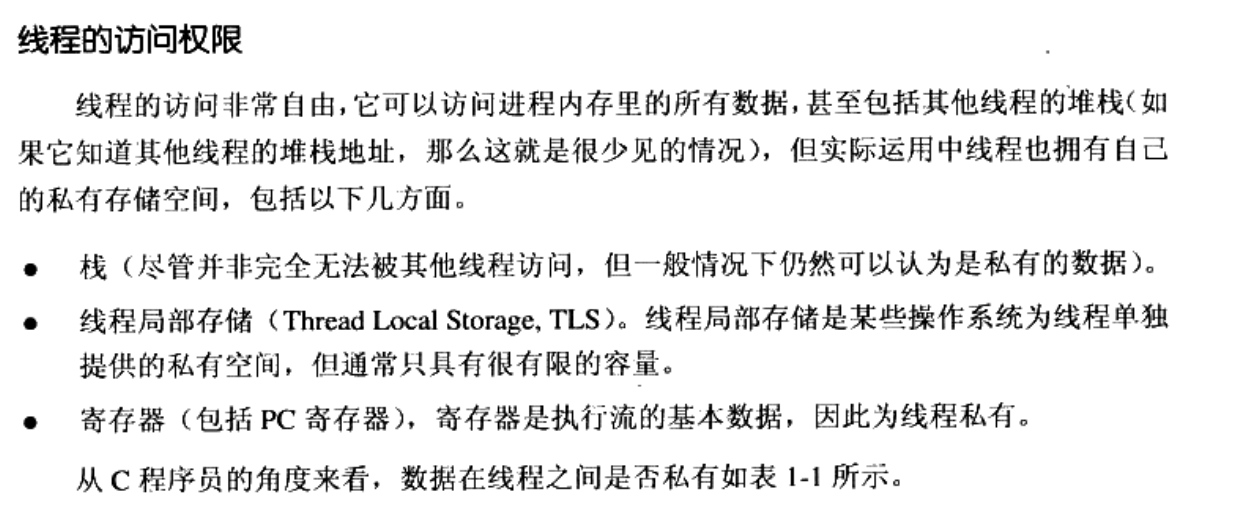 线程的访问权限
线程的访问非常自由，它可以访问进程内存里的所有数据，甚至包括其他线程的堆栈（如
果它知道其他线程的堆栈地址，那么这就是很少见的情况），但实际运用中线程也拥有自己
的私有存储空间，包括以下几方面。
● 栈（尽管并非完全无法被其他线程访问，但一般情况下仍然可以认为是私有的数据）。
● 线程局部存储（Thread Local Storage, TLS）。线程局部存储是某些操作系统为线程单独
提供的私有空间，但通常只具有很有限的容量。
● 寄存器（包括 PC 寄存器），寄存器是执行流的基本数据，因此为线程私有。
从 C 程序员的角度来看，数据在线程之间是否私有如表 1-1 所示。